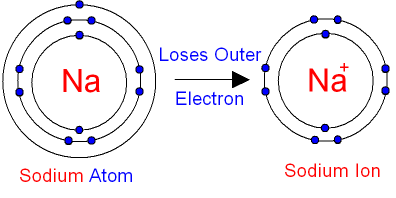 Na
Sodium Atom
Loses Outer
Electron
Na+
Sodium Ion